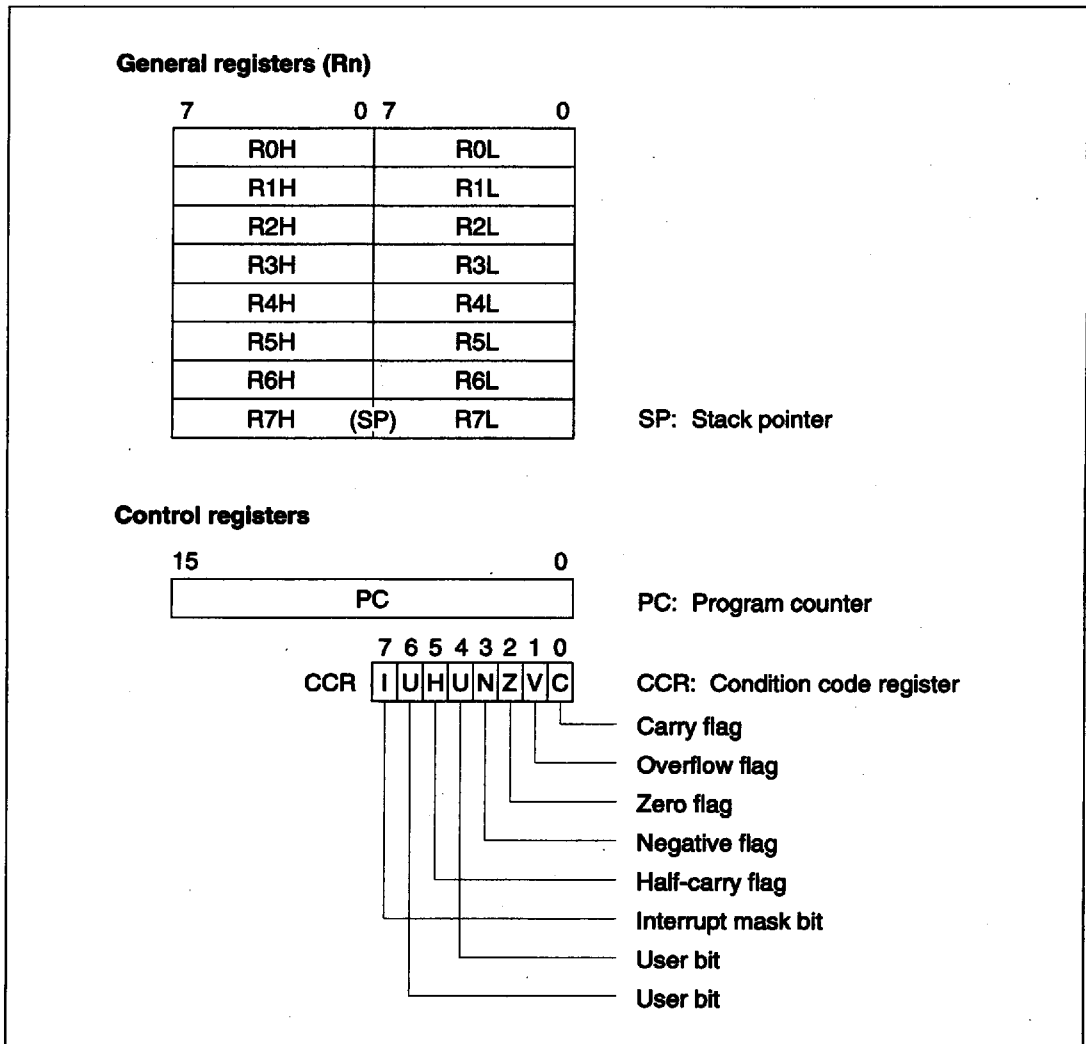 General registers (Rn)
7 0 7 0
R0H R0L
R1H R1L
R2H R2L
R3H R3L
R4H R4L
R5H R5L
R6H R6L
R7H (SP) R7L SP: Stack pointer
Control registers
15 0
PC PC: Program counter
7 6 5 4 3 2 1 0
CCR I U H U N Z V C CCR: Condition code register
Carry flag
Overflow flag
Zero flag
Negative flag
Half-carry flag
Interrupt mask bit
User bit
User bit